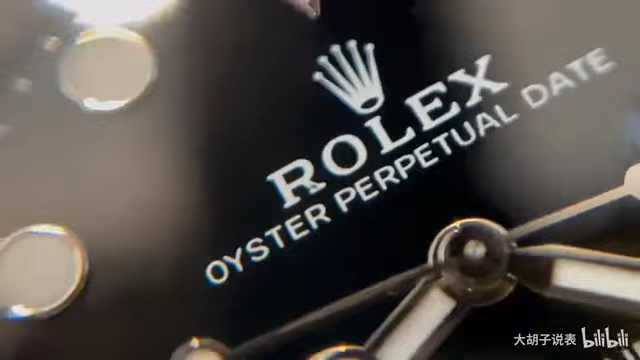 ROLEX
OYSTER PERPETUAL DATE
大胡子说表 bilibili